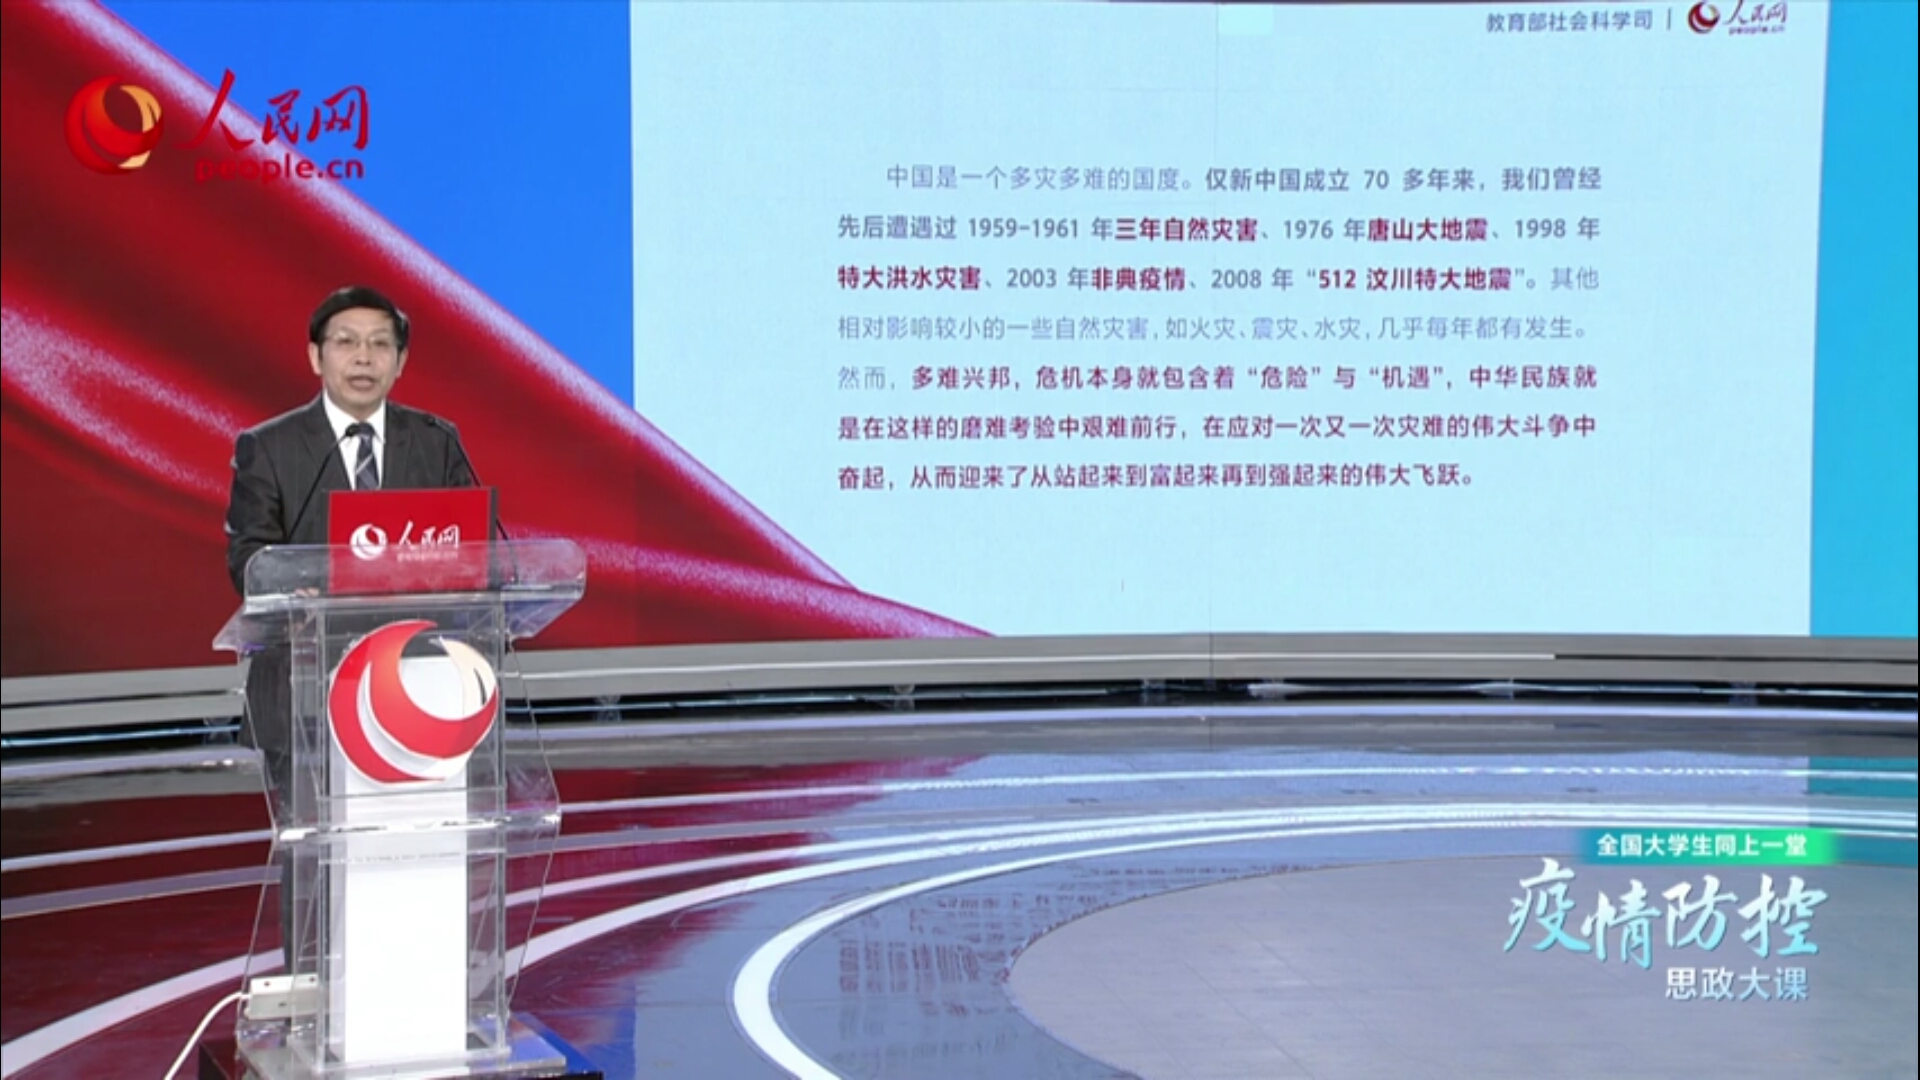 教育部社会科学司 | 人民网
people.cn
人民网
people.cn
中国是一个多灾多难的国度。仅新中国成立 70 多年来，我们曾经
先后遭遇过 1959-1961 年三年自然灾害、1976 年唐山大地震、1998 年
特大洪水灾害、2003 年非典疫情、2008 年“512 汶川特大地震”。其他
相对影响较小的一些自然灾害,如火灾、震灾、水灾,几乎每年都有发生。
然而，多难兴邦，危机本身就包含着“危险”与“机遇”，中华民族就
是在这样的磨难考验中艰难前行，在应对一次又一次灾难的伟大斗争中
奋起，从而迎来了从站起来到富起来再到强起来的伟大飞跃。
人民网
people.cn
全国大学生同上一堂
疫情防控
思政大课